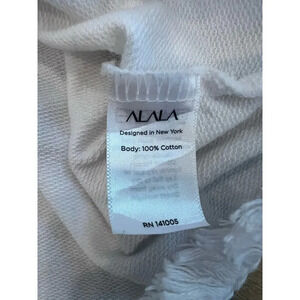 ALALA
Designed in New York
Body: 100% Cotton
RN 141005